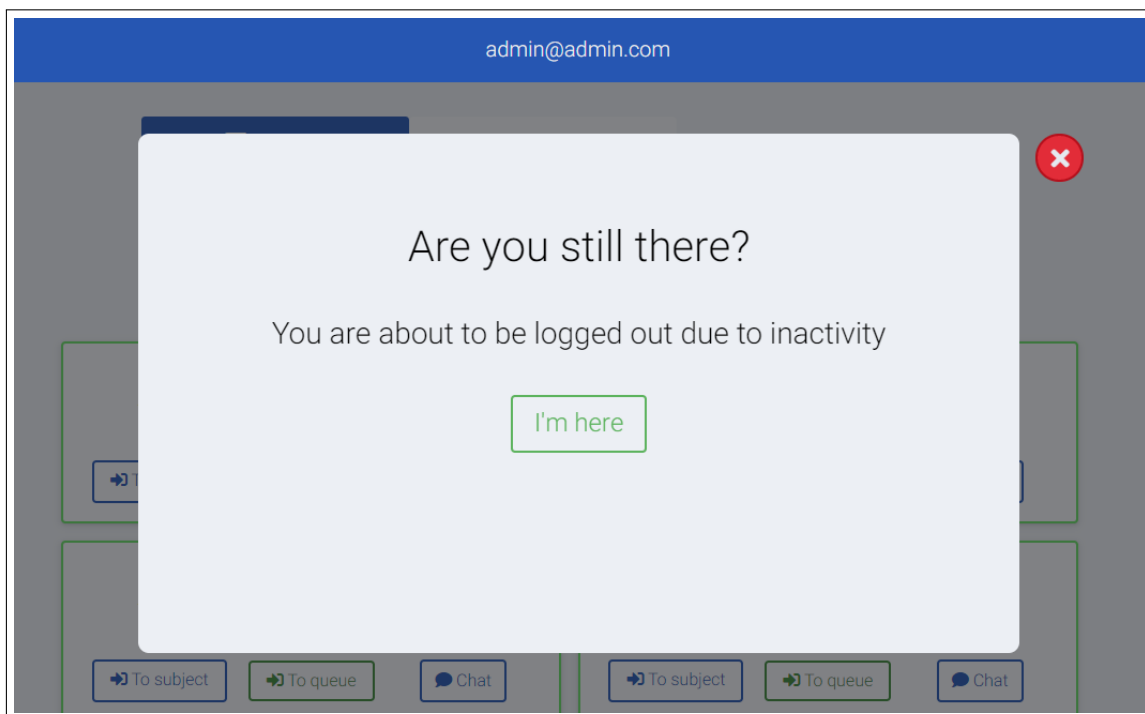 admin@admin.com
Are you still there?
You are about to be logged out due to inactivity
I'm here
To subject To queue Chat To subject To queue Chat